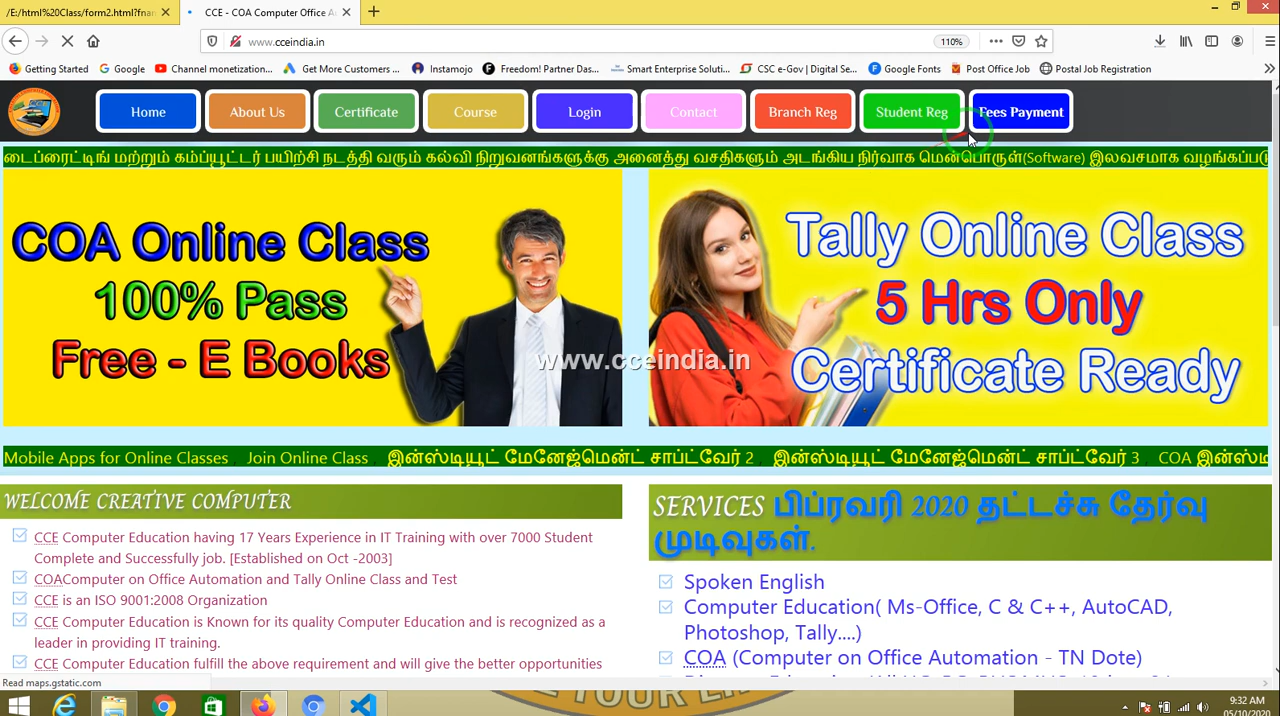 /E:/html%20Class/form2.html?fnam
CCE - COA Computer Office A
www.cceindia.in
110%
Getting Started
Google
Channel monetization...
Get More Customers ...
Instamojo
Freedom! Partner Das...
Smart Enterprise Soluti...
CSC e-Gov | Digital Se...
Google Fonts
Post Office Job
Postal Job Registration
Home
About Us
Certificate
Course
Login
Contact
Branch Reg
Student Reg
Fees Payment
டைப்ரைட்டிங் மற்றும் கம்ப்யூட்டர் பயிற்சி நடத்தி வரும் கல்வி நிறுவனங்களுக்கு அனைத்து வசதிகளும் அடங்கிய நிர்வாக மென்பொருள்(Software) இலவசமாக வழங்கப்படு
COA Online Class
100% Pass
Free - E Books
Tally Online Class
5 Hrs Only
Certificate Ready
www.cceindia.in
Mobile Apps for Online Classes , Join Online Class , இன்ஸ்டியூட் மேனேஜ்மென்ட் சாப்ட்வேர் 2 , இன்ஸ்டியூட் மேனேஜ்மென்ட் சாப்ட்வேர் 3 , COA இன்ஸ்டி
WELCOME CREATIVE COMPUTER
CCE Computer Education having 17 Years Experience in IT Training with over 7000 Student
Complete and Successfully job. [Established on Oct -2003]
COAComputer on Office Automation and Tally Online Class and Test
CCE is an ISO 9001:2008 Organization
CCE Computer Education is Known for its quality Computer Education and is recognized as a
leader in providing IT training.
CCE Computer Education fulfill the above requirement and will give the better opportunities
SERVICES பிப்ரவரி 2020 தட்டச்சு தேர்வு
முடிவுகள்.
Spoken English
Computer Education( Ms-Office, C & C++, AutoCAD,
Photoshop, Tally....)
COA (Computer on Office Automation - TN Dote)
Read maps.gstatic.com
9:32 AM
05/10/2020